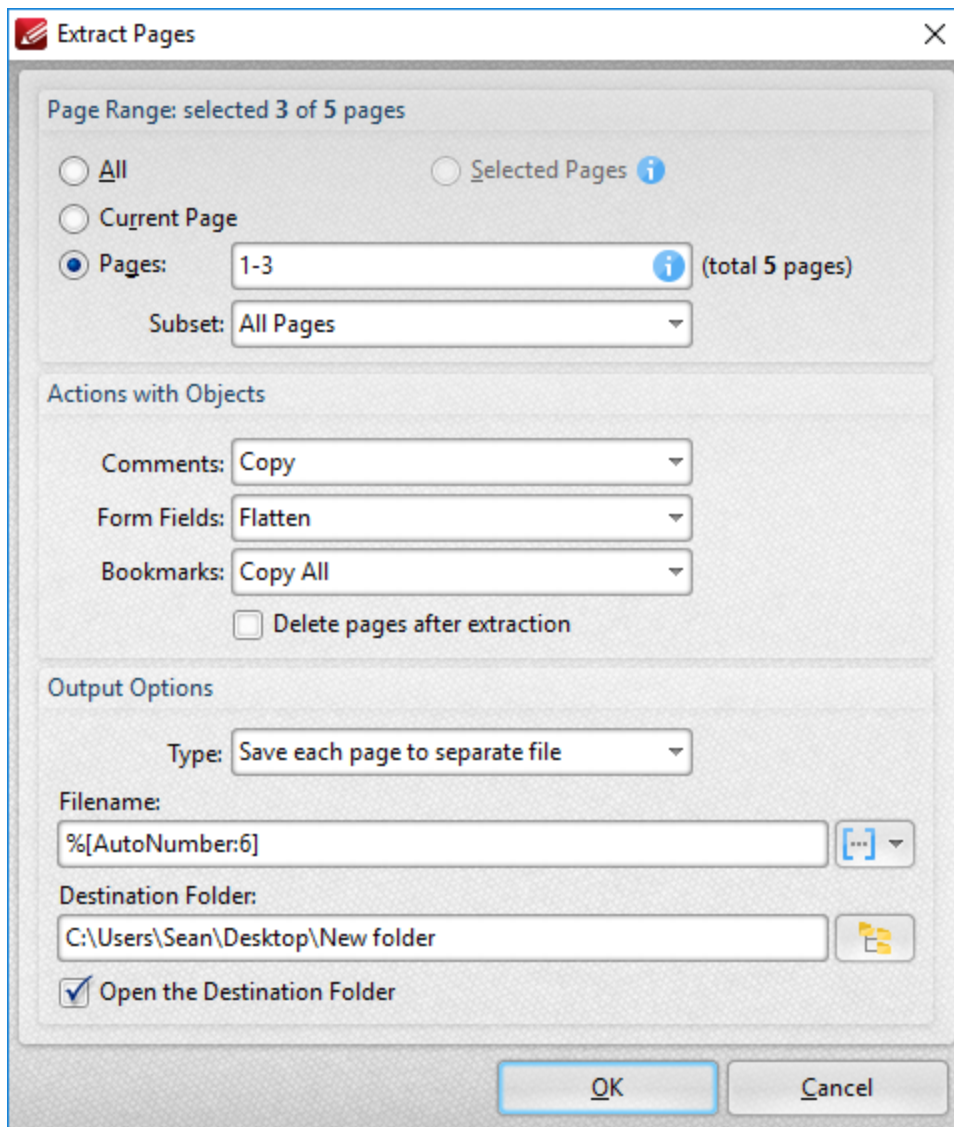 Extract Pages
Page Range: selected 3 of 5 pages
All
Selected Pages
Current Page
Pages: 1-3 (total 5 pages)
Subset: All Pages
Actions with Objects
Comments: Copy
Form Fields: Flatten
Bookmarks: Copy All
Delete pages after extraction
Output Options
Type: Save each page to separate file
Filename:
%[AutoNumber:6]
Destination Folder:
C:\Users\Sean\Desktop\New folder
Open the Destination Folder
OK Cancel